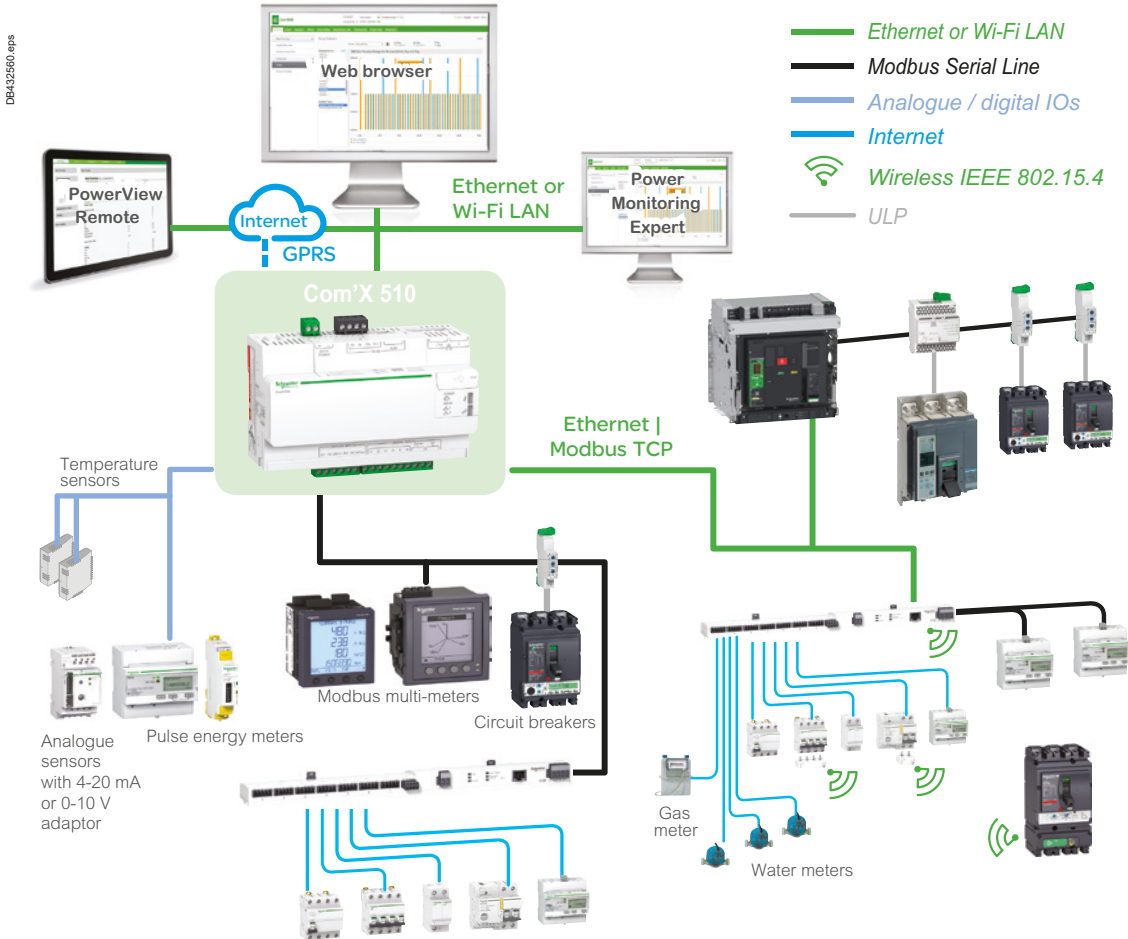 DB432560.eps
Web browser
PowerView
Remote
Internet
GPRS
Ethernet or
Wi-Fi LAN
Power
Monitoring
Expert
Ethernet or Wi-Fi LAN
Modbus Serial Line
Analogue / digital IOs
Internet
Wireless IEEE 802.15.4
ULP
Com'X 510
Schneider
Ethernet |
Modbus TCP
Temperature
sensors
Modbus multi-meters
Circuit breakers
Pulse energy meters
Analogue
sensors
with 4-20 mA
or 0-10 V
adaptor
Gas
meter
Water meters